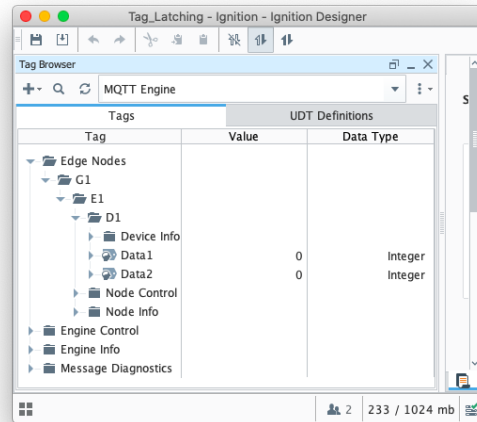 Tag_Latching - Ignition - Ignition Designer
Tag Browser
MQTT Engine
Tags UDT Definitions
Tag Value Data Type
Edge Nodes
G1
E1
D1
Device Info
Data1 0 Integer
Data2 0 Integer
Node Control
Node Info
Engine Control
Engine Info
Message Diagnostics
S
2 233 / 1024 mb